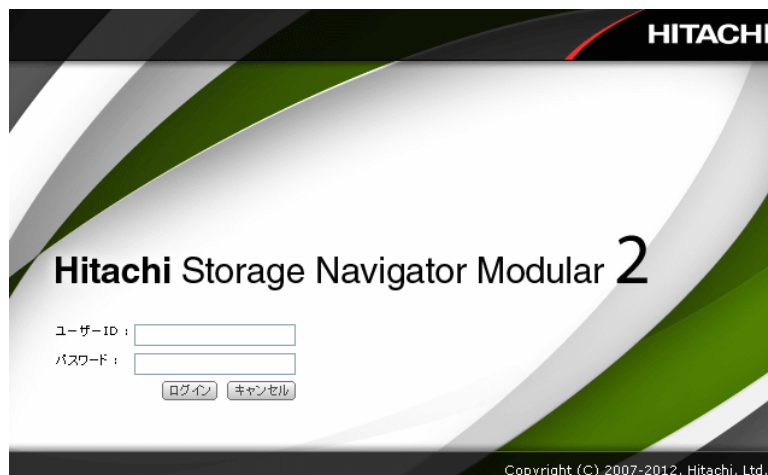 HITACHI
Hitachi Storage Navigator Modular 2
ユーザーID：
パスワード：
ログイン キャンセル
Copyright (C) 2007-2012, Hitachi, Ltd